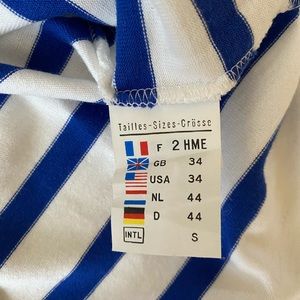 Tailles-Sizes-Grösse
F 2 HME
GB 34
USA 34
NL 44
D 44
INTL S